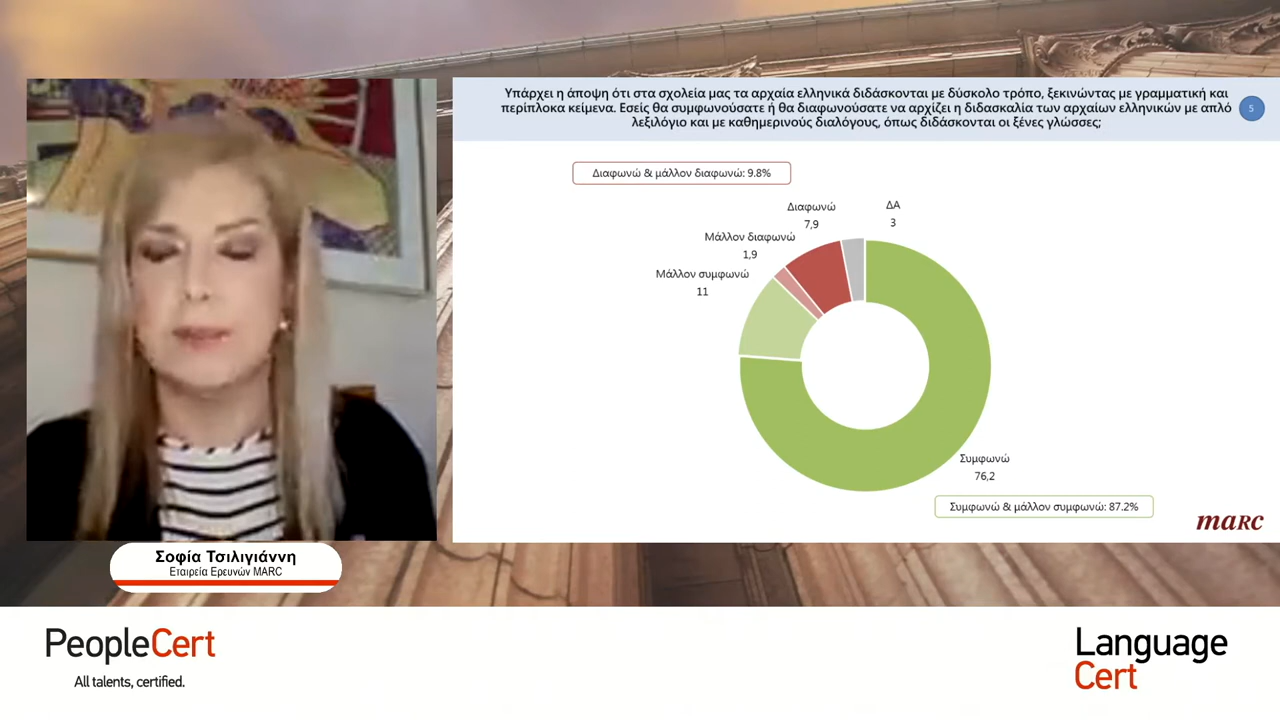 Υπάρχει η άποψη ότι στα σχολεία μας τα αρχαία ελληνικά διδάσκονται με δύσκολο τρόπο, ξεκινώντας με γραμματική και
περίπλοκα κείμενα. Εσείς θα συμφωνούσατε ή θα διαφωνούσατε να αρχίζει η διδασκαλία των αρχαίων ελληνικών με απλό
λεξιλόγιο και με καθημερινούς διαλόγους, όπως διδάσκονται οι ξένες γλώσσες;
5
Διαφωνώ & μάλλον διαφωνώ: 9.8%
Διαφωνώ
7,9
ΔΑ
3
Μάλλον διαφωνώ
1,9
Μάλλον συμφωνώ
11
Συμφωνώ
76,2
Συμφωνώ & μάλλον συμφωνώ: 87.2%
maRC
Σοφία Τσιλιγιάννη
Εταιρεία Ερευνών MARC
PeopleCert
All talents, certified.
Language
Cert